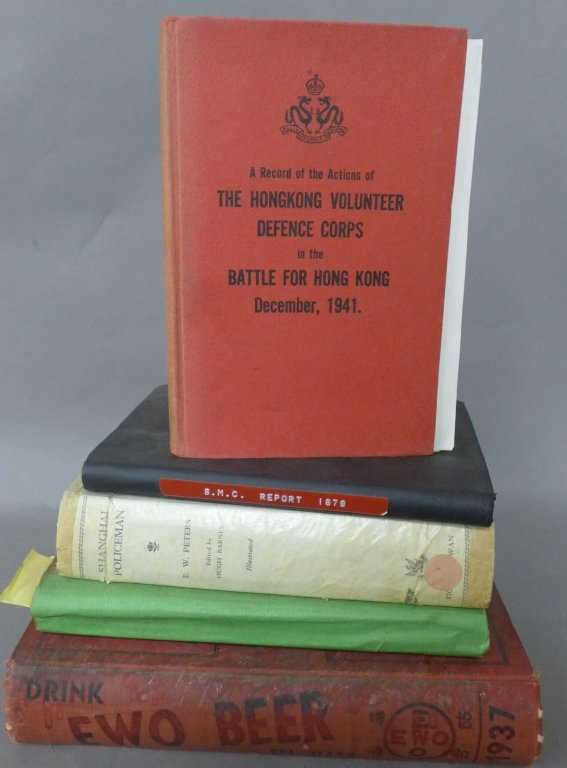 A Record of the Actions of
THE HONGKONG VOLUNTEER
DEFENCE CORPS
in the
BATTLE FOR HONG KONG
December, 1941.
S.M.C. REPORT 1879
SHANGHAI
POLICEMAN
E. W. PETERS
Edited by
HUGH BARNES
Illustrated
DRINK
EWO BEER
1937